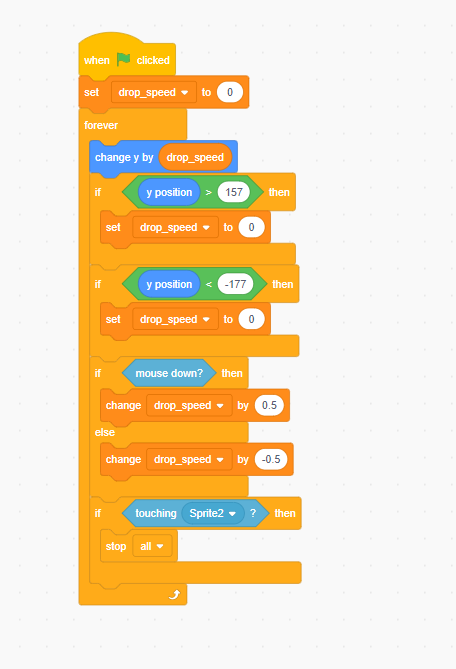 when clicked
set drop_speed to 0
forever
change y by drop_speed
if y position > 157 then
set drop_speed to 0
if y position < -177 then
set drop_speed to 0
if mouse down? then
change drop_speed by 0.5
else
change drop_speed by -0.5
if touching Sprite2 ? then
stop all